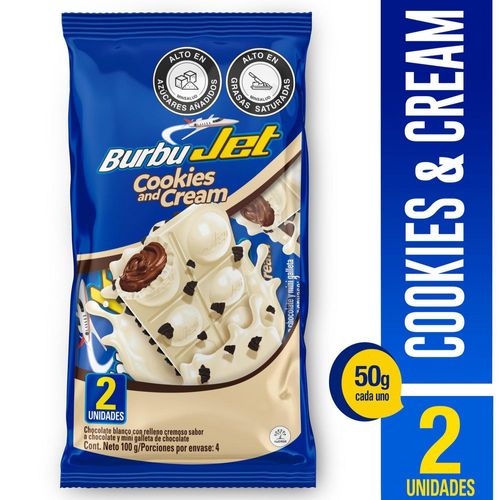 ALTO EN
AZÚCARES AÑADIDOS
MINSALUD
ALTO EN
GRASAS SATURADAS
MINSALUD
Burbu Jet
Cookies
and Cream
2
UNIDADES
Chocolate blanco con relleno cremoso sabor
a chocolate y mini galleta de chocolate
Cont. Neto 100 g/Porciones por envase: 4
COOKIES & CREAM
50g
cada uno
2
UNIDADES